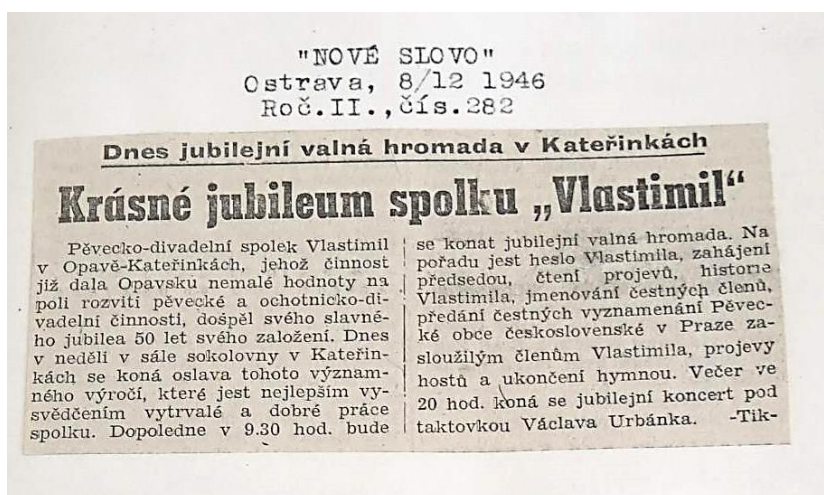 "NOVÉ SLOVO"
Ostrava, 8/12 1946
Roč.II.,čís.282
Dnes jubilejní valná hromada v Kateřinkách
Krásné jubileum spolku „Vlastimil“
Pěvecko-divadelní spolek Vlastimil
v Opavě-Kateřinkách, jehož činnost
již dala Opavsku nemalé hodnoty na
poli rozvití pěvecké a ochotnicko-di-
vadelní činnosti, dospěl svého slavné-
ho jubilea 50 let svého založení. Dnes
v neděli v sále sokolovny v Kateřin-
kách se koná oslava tohoto význam-
ného výročí, které jest nejlepším vy-
svědčením vytrvalé a dobré práce
spolku. Dopoledne v 9.30 hod. bude
se konat jubilejní valná hromada. Na
pořadu jest heslo Vlastimila, zahájení
předsedou, čtení projevů, historie
Vlastimila, jmenování čestných členů,
předání čestných vyznamenání Pěvec-
ké obce československé v Praze za-
sloužilým členům Vlastimila, projevy
hostů a ukončení hymnou. Večer ve
20 hod. koná se jubilejní koncert pod
taktovkou Václava Urbánka. -Tik-